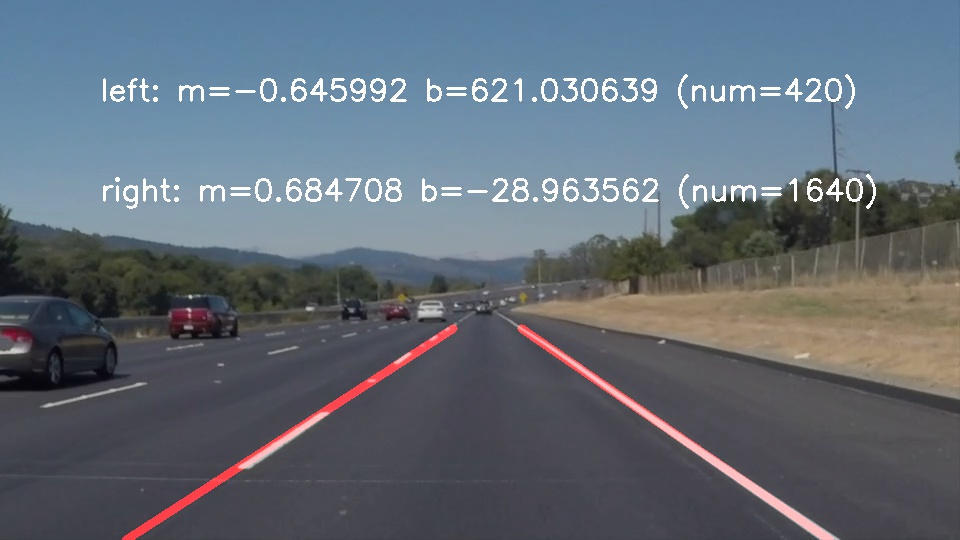 left: m=-0.645992 b=621.030639 (num=420)
right: m=0.684708 b=-28.963562 (num=1640)